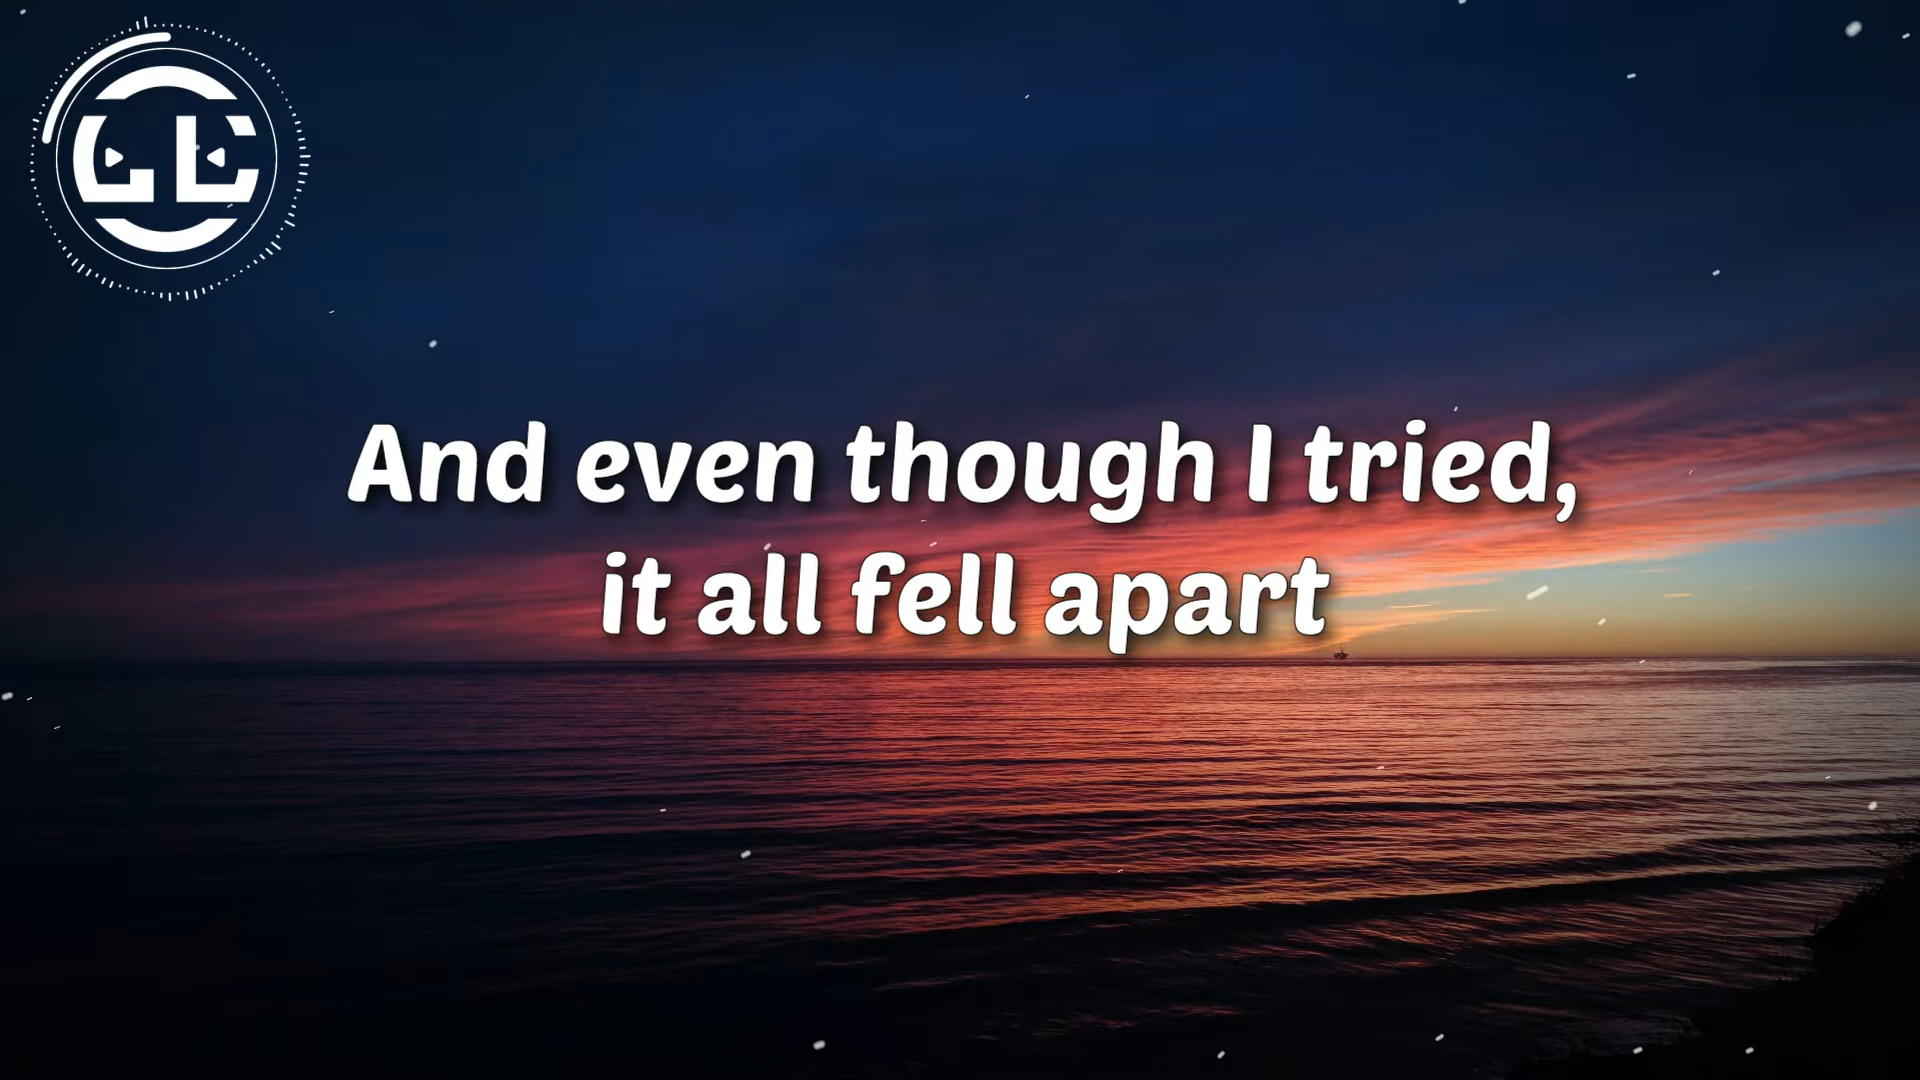 And even though I tried,
it all fell apart